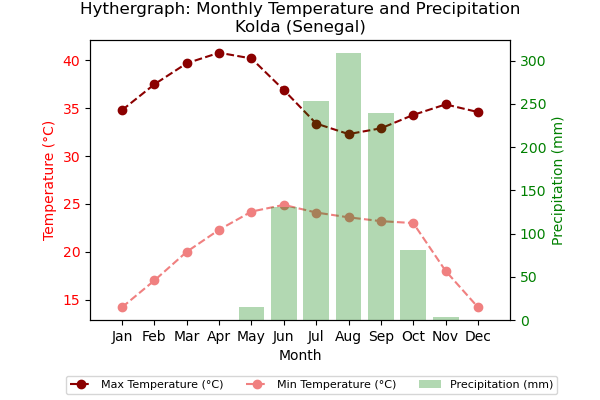 Hythergraph: Monthly Temperature and Precipitation
Kolda (Senegal)
Temperature (°C)
40
35
30
25
20
15
300
250
200
150
100
50
0
Precipitation (mm)
Jan Feb Mar Apr May Jun Jul Aug Sep Oct Nov Dec
Month
Max Temperature (°C) Min Temperature (°C) Precipitation (mm)